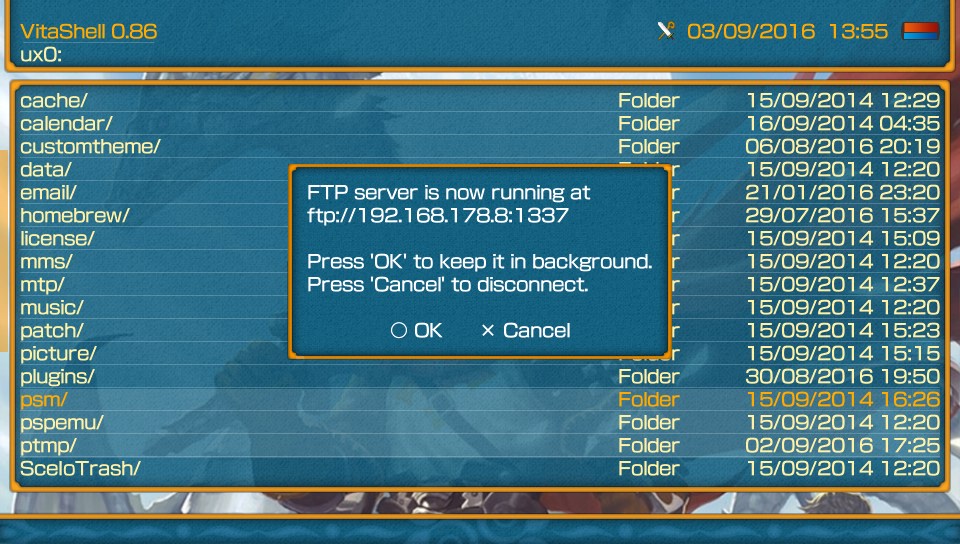 VitaShell 0.86 03/09/2016 13:55
ux0:
cache/ Folder 15/09/2014 12:29
calendar/ Folder 16/09/2014 04:35
customtheme/ Folder 06/08/2016 20:19
data/ 15/09/2014 12:20
email/ 21/01/2016 23:20
homebrew/ 29/07/2016 15:37
license/ 15/09/2014 15:09
mms/ 15/09/2014 12:20
mtp/ 15/09/2014 12:37
music/ 15/09/2014 12:20
patch/ 15/09/2014 15:23
picture/ 15/09/2014 15:15
plugins/ Folder 30/08/2016 19:50
psm/ Folder 15/09/2014 16:26
pspemu/ Folder 15/09/2014 12:20
ptmp/ Folder 02/09/2016 17:25
SceIoTrash/ Folder 15/09/2014 12:20
FTP server is now running at
ftp://192.168.178.8:1337
Press 'OK' to keep it in background.
Press 'Cancel' to disconnect.
○ OK × Cancel